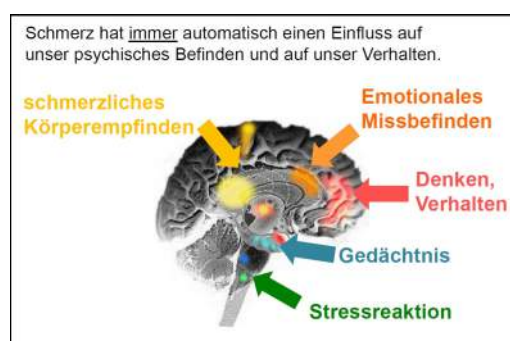 Schmerz hat immer automatisch einen Einfluss auf
unser psychisches Befinden und auf unser Verhalten.
schmerzliches
Körperempfinden
Emotionales
Missbefinden
Denken,
Verhalten
Gedächtnis
Stressreaktion